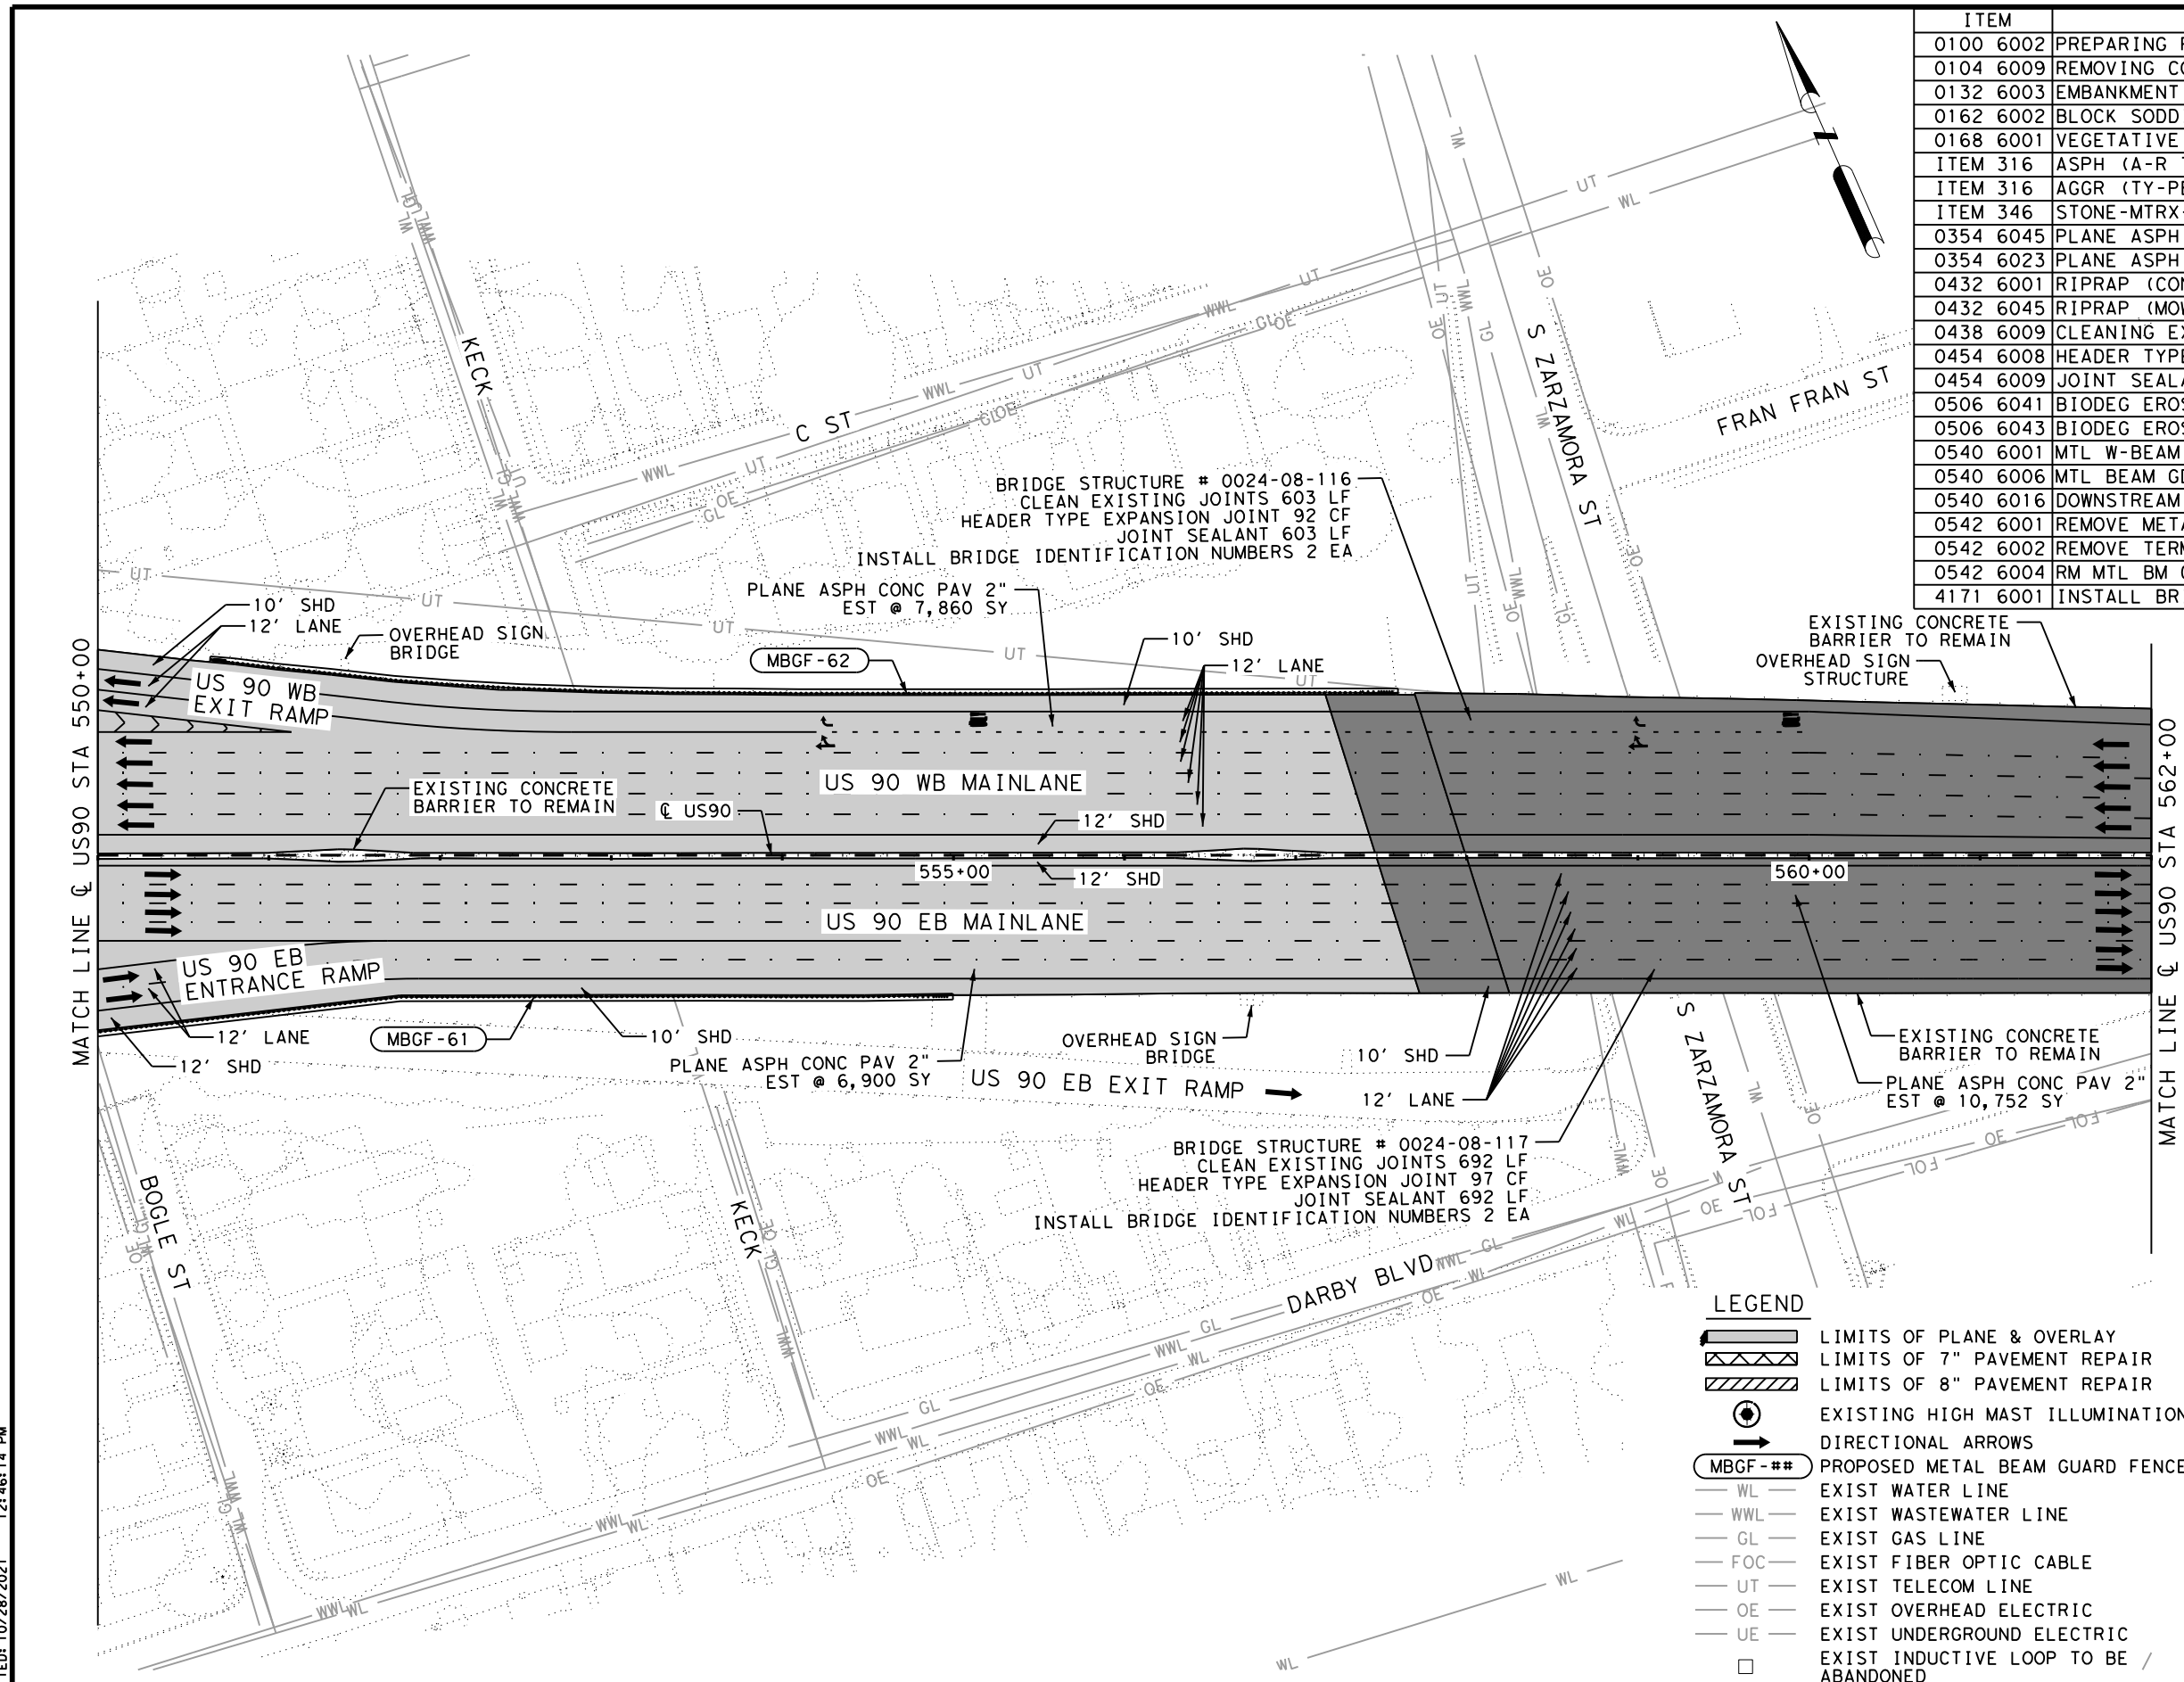 ITEM
0100 6002 PREPARING
0104 6009 REMOVING
0132 6003 EMBANKMENT
0162 6002 BLOCK SODD
0168 6001 VEGETATIVE
ITEM 316 ASPH (A-R
ITEM 316 AGGR
ITEM 346 STONE-MTRX
0354 6045 PLANE ASPH
0354 6023 PLANE ASPH
0432 6001 RIPRAP
0432 6045 RIPRAP
0438 6009 CLEANING
0454 6008 HEADER TYPE
0454 6009 JOINT
0506 6041 BIODEG
0506 6043 BIODEG
0540 6001 MTL W-BEAM
0540 6006 MTL BEAM
0540 6016 DOWNSTREAM
0542 6001 REMOVE
0542 6002 REMOVE
0542 6004 RM MTL BM
4171 6001 INSTALL BR
KECK
C ST
S ZARZAMORA ST
FRAN FRAN ST
BRIDGE STRUCTURE # 0024-08-116
CLEAN EXISTING JOINTS 603 LF
HEADER TYPE EXPANSION JOINT 92 CF
JOINT SEALANT 603 LF
INSTALL BRIDGE IDENTIFICATION NUMBERS 2 EA
PLANE ASPH CONC PAV 2"
EST @ 7,860 SY
10' SHD
12' LANE
OVERHEAD SIGN
BRIDGE
MBGF-62
10' SHD
12' LANE
EXISTING CONCRETE
BARRIER TO REMAIN
OVERHEAD SIGN
STRUCTURE
US 90 WB
EXIT RAMP
US 90 WB MAINLANE
EXISTING CONCRETE
BARRIER TO REMAIN
℄ US90
12' SHD
12' SHD
555+00
560+00
US 90 EB MAINLANE
US 90 EB
ENTRANCE RAMP
MATCH LINE ℄ US90 STA 550+00
MATCH LINE ℄ US90 STA 562+00
12' LANE
12' SHD
MBGF-61
10' SHD
PLANE ASPH CONC PAV 2"
EST @ 6,900 SY
OVERHEAD SIGN
BRIDGE
US 90 EB EXIT RAMP
10' SHD
12' LANE
EXISTING CONCRETE
BARRIER TO REMAIN
PLANE ASPH CONC PAV 2"
EST @ 10,752 SY
BRIDGE STRUCTURE # 0024-08-117
CLEAN EXISTING JOINTS 692 LF
HEADER TYPE EXPANSION JOINT 97 CF
JOINT SEALANT 692 LF
INSTALL BRIDGE IDENTIFICATION NUMBERS 2 EA
S ZARZAMORA ST
BOGLE ST
KECK
DARBY BLVD
LEGEND
LIMITS OF PLANE & OVERLAY
LIMITS OF 7" PAVEMENT REPAIR
LIMITS OF 8" PAVEMENT REPAIR
EXISTING HIGH MAST ILLUMINATION
DIRECTIONAL ARROWS
MBGF-## PROPOSED METAL BEAM GUARD FENCE
WL EXIST WATER LINE
WWL EXIST WASTEWATER LINE
GL EXIST GAS LINE
FOC EXIST FIBER OPTIC CABLE
UT EXIST TELECOM LINE
OE EXIST OVERHEAD ELECTRIC
UE EXIST UNDERGROUND ELECTRIC
EXIST INDUCTIVE LOOP TO BE
ABANDONED
10/28/2021 12:46:14 PM